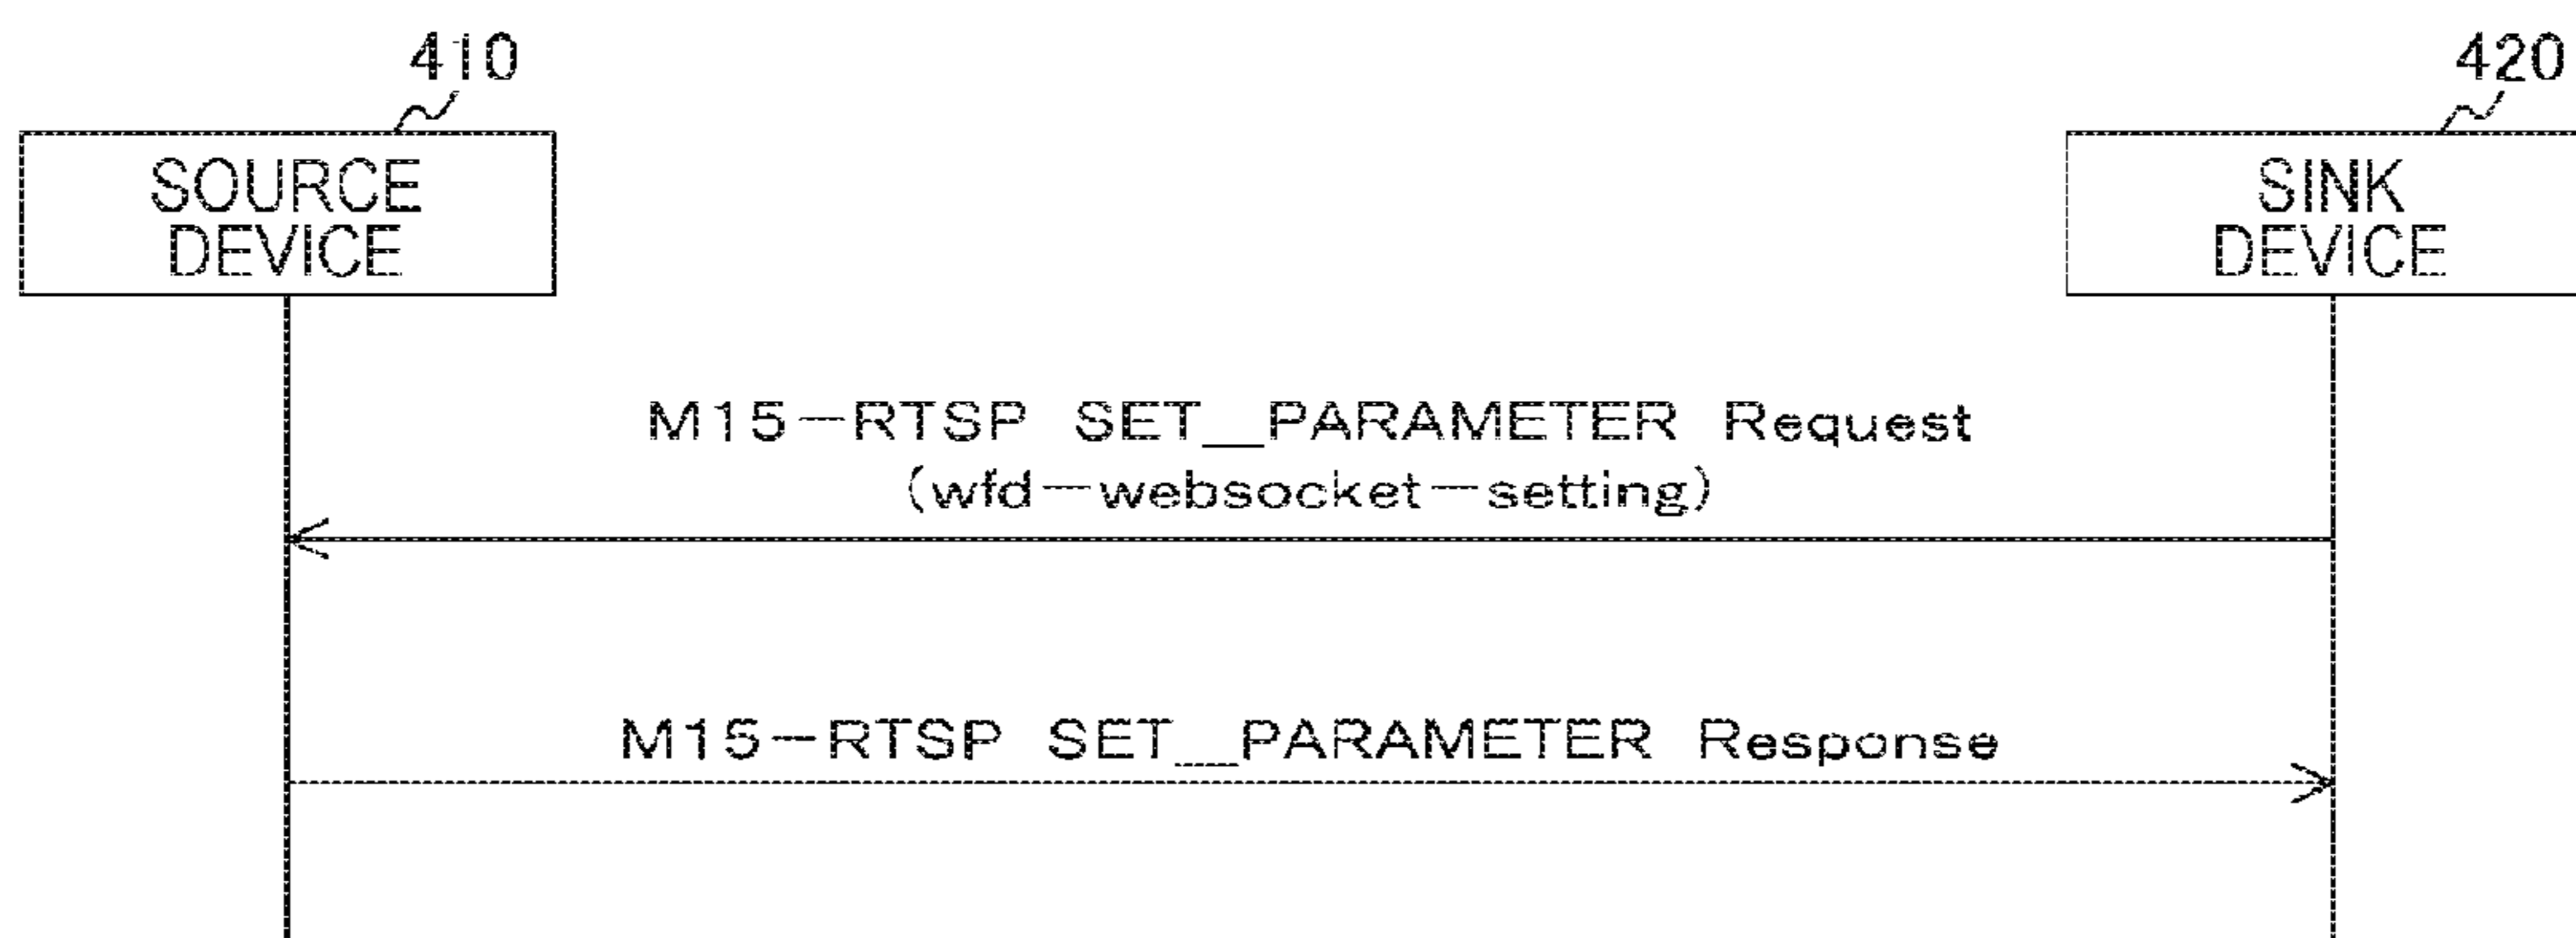 410
420
SOURCE
DEVICE
SINK
DEVICE
M15-RTSP SET_PARAMETER Request
(wfd-websocket-setting)
M15-RTSP SET_PARAMETER Response